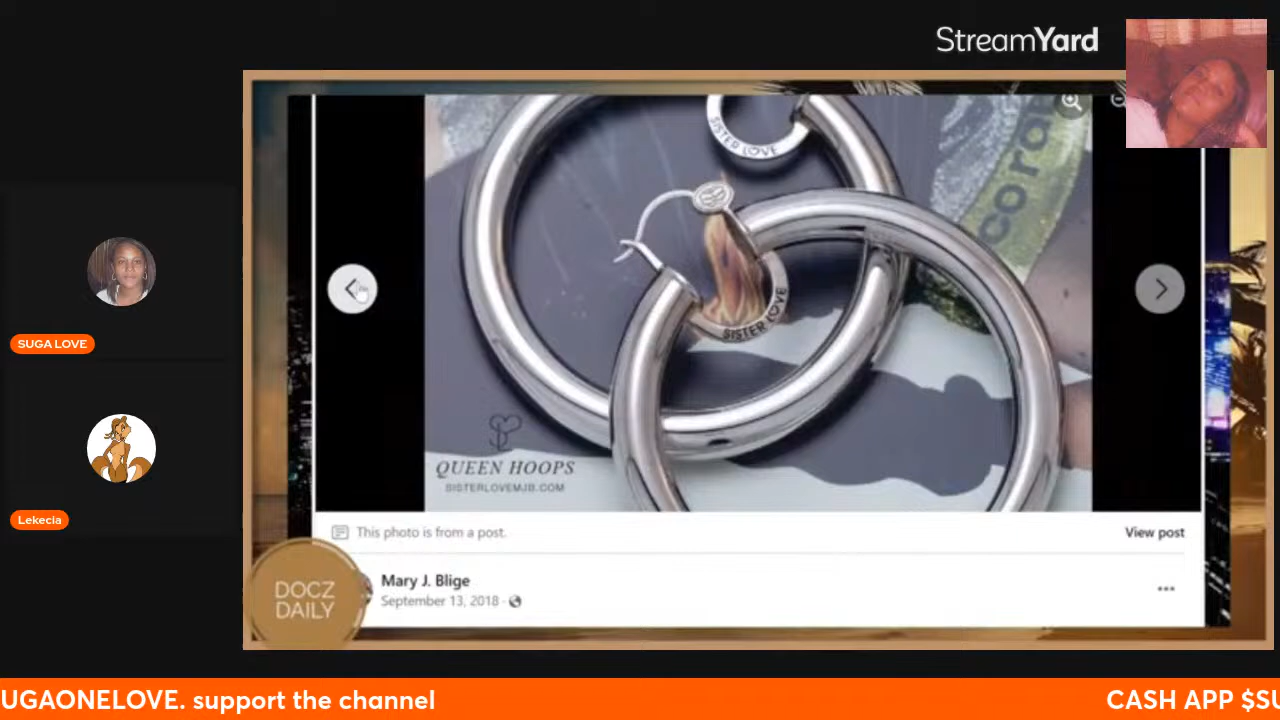 StreamYard
SISTER LOVE
cora
SISTER LOVE
QUEEN HOOPS
SISTERLOVEMJB.COM
SUGA LOVE
Lekecia
This photo is from a post.
View post
DOCZ
DAILY
Mary J. Blige
September 13, 2018
UGAONELOVE. support the channel
CASH APP $SU